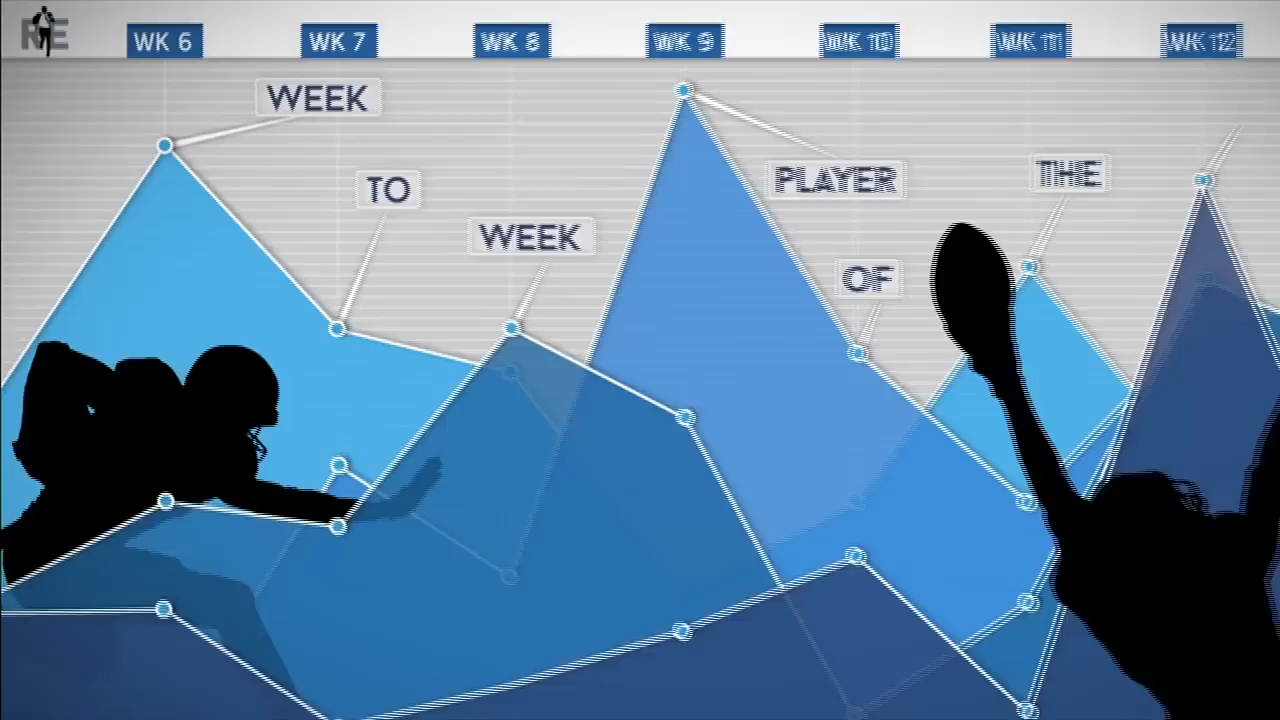 RE
WK 6 WK 7 WK 8 WK 9 WK 10 WK 11 WK 12
WEEK
TO
WEEK
PLAYER
OF
THE